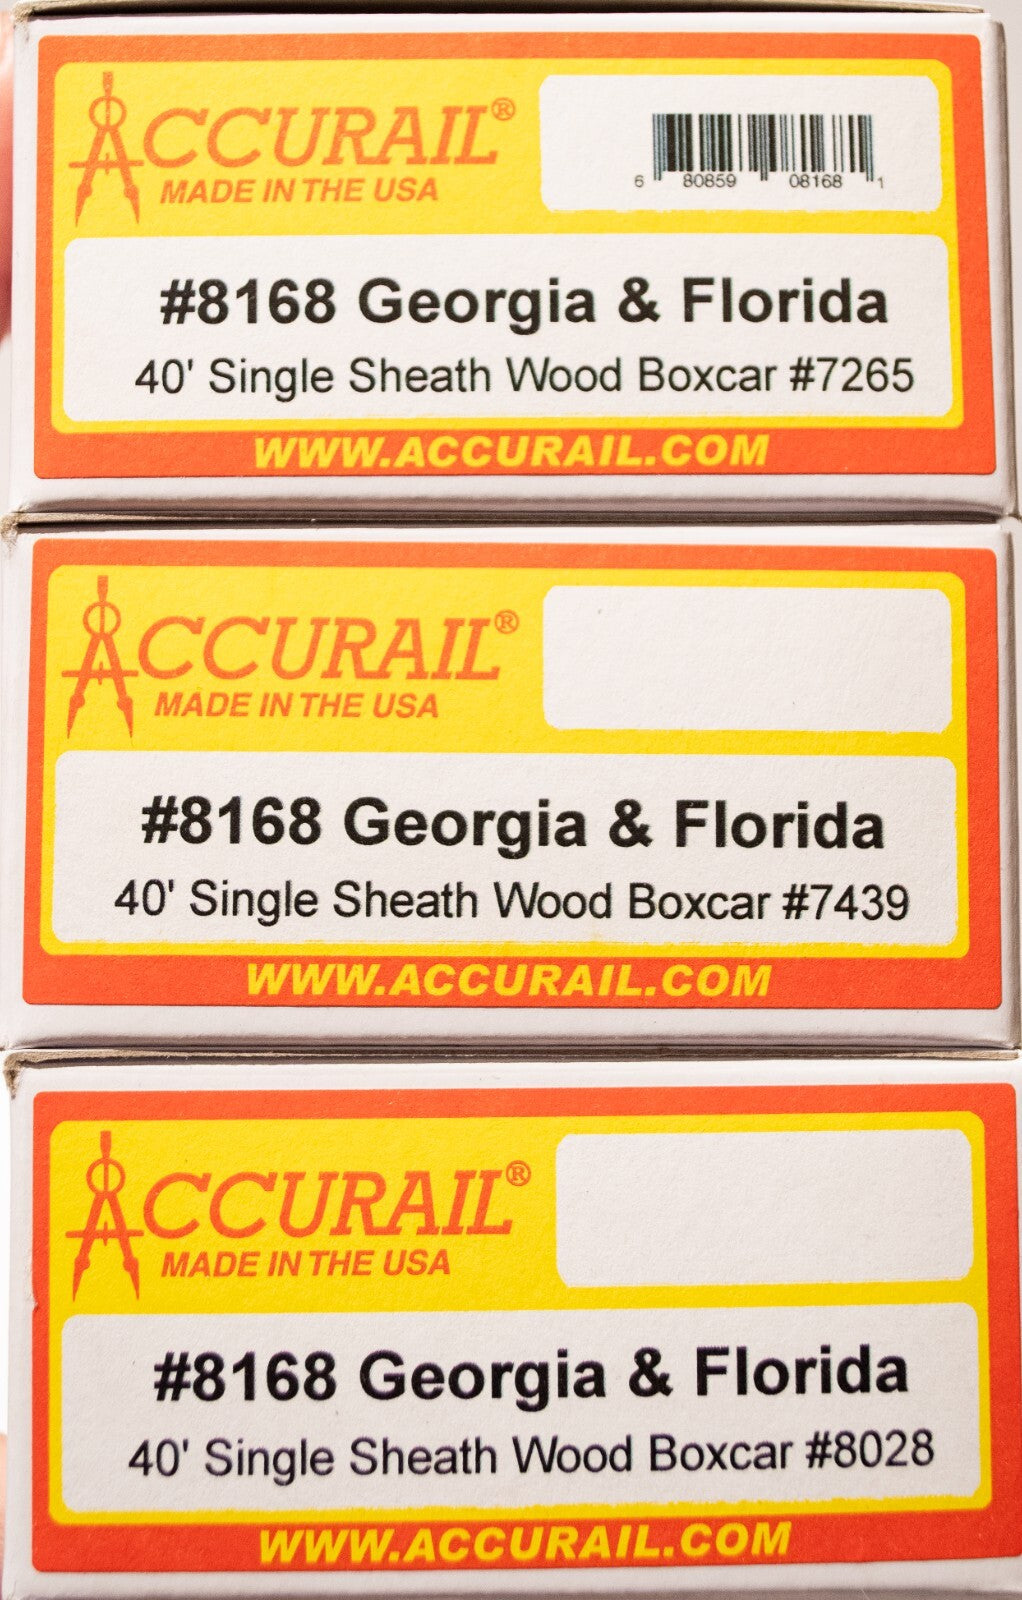 ACCURAIL®
MADE IN THE USA
6 80859 08168 1
#8168 Georgia & Florida
40' Single Sheath Wood Boxcar #7265
WWW.ACCURAIL.COM
ACCURAIL®
MADE IN THE USA
#8168 Georgia & Florida
40' Single Sheath Wood Boxcar #7439
WWW.ACCURAIL.COM
ACCURAIL®
MADE IN THE USA
#8168 Georgia & Florida
40' Single Sheath Wood Boxcar #8028
WWW.ACCURAIL.COM